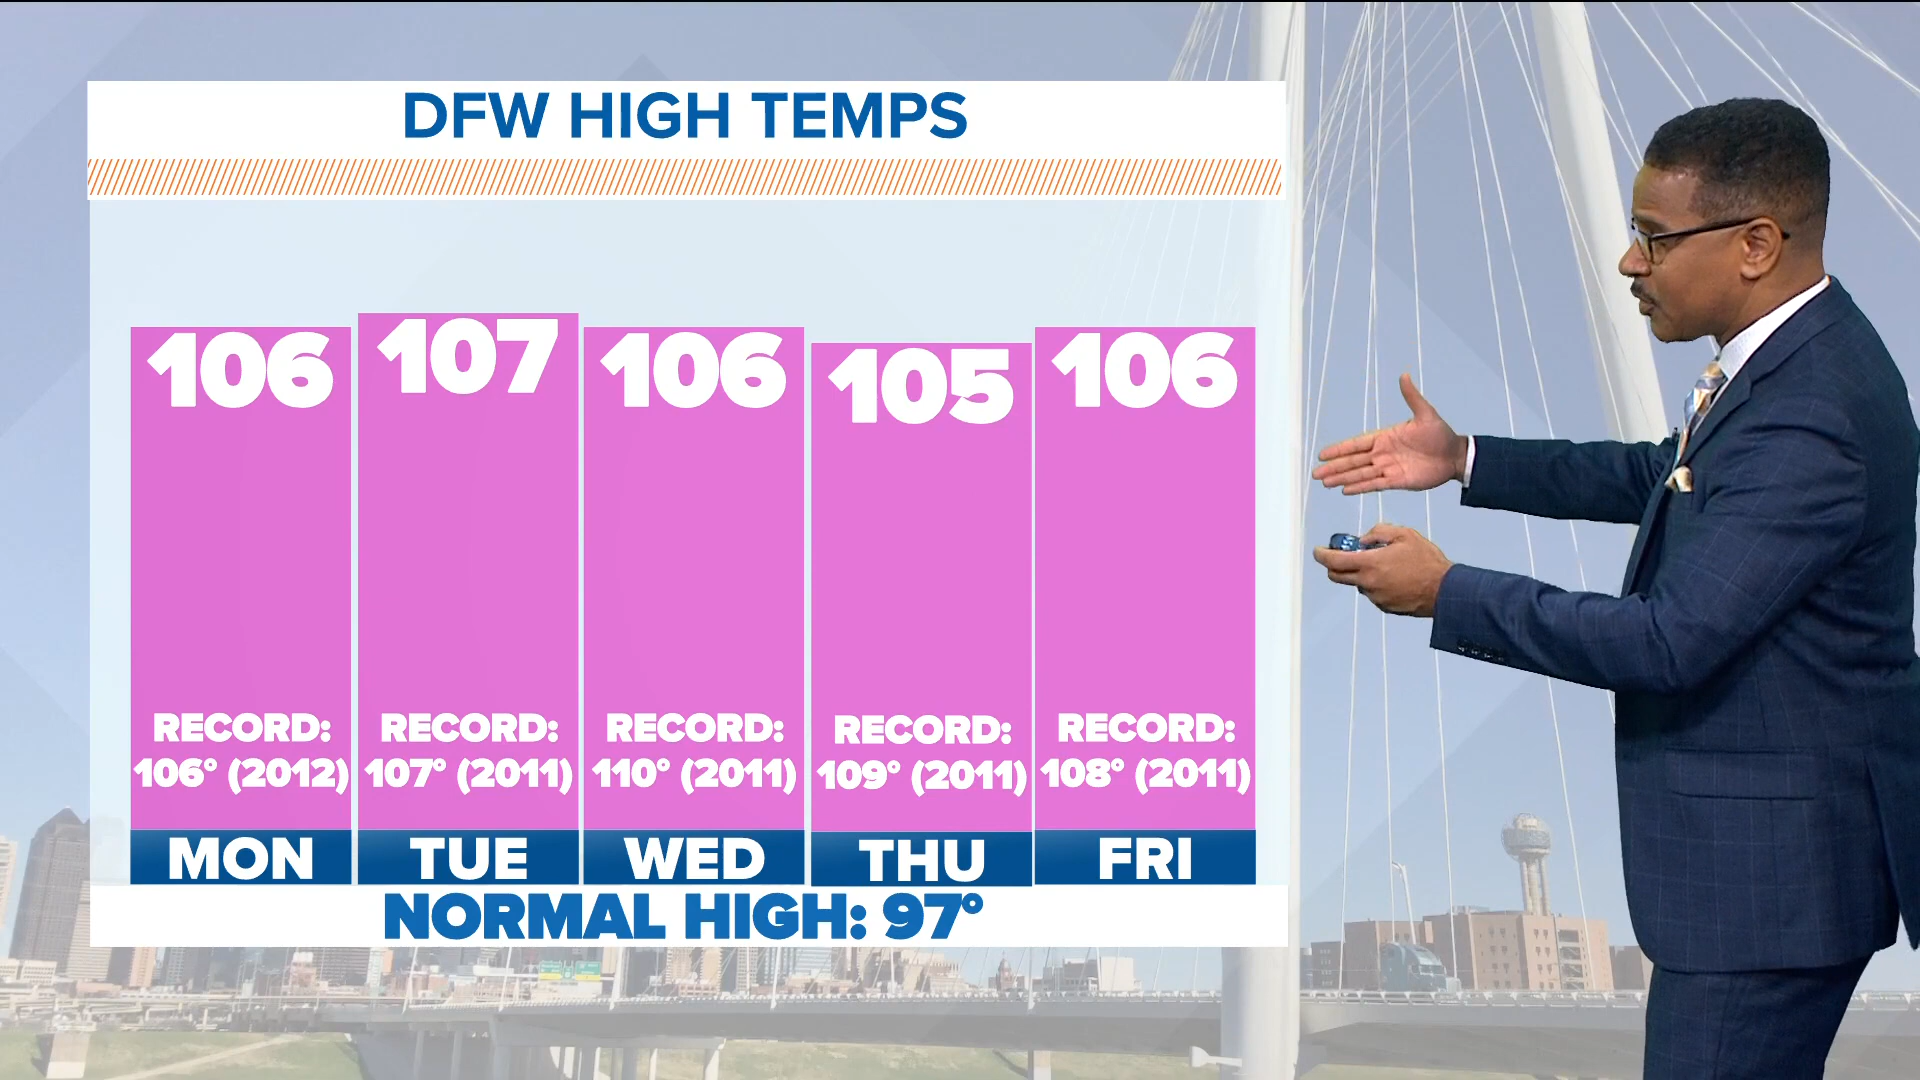 DFW HIGH TEMPS
106 107 106 105 106
RECORD: RECORD: RECORD: RECORD: RECORD:
106° (2012) 107° (2011) 110° (2011) 109° (2011) 108° (2011)
MON TUE WED THU FRI
NORMAL HIGH: 97°